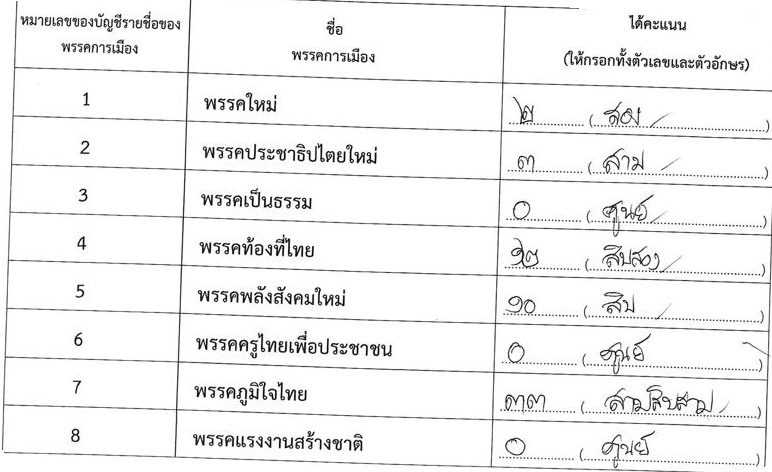 หมายเลขของบัญชีรายชื่อของพรรคการเมือง ชื่อพรรคการเมือง ได้คะแนน (ให้กรอกทั้งตัวเลขและตัวอักษร)
1 พรรคใหม่ ๒ (สอง)
2 พรรคประชาธิปไตยใหม่ ๓ (สาม)
3 พรรคเป็นธรรม ๐ (ศูนย์)
4 พรรคท้องที่ไทย ๑๒ (สิบสอง)
5 พรรคพลังสังคมใหม่ ๑๐ (สิบ)
6 พรรคครูไทยเพื่อประชาชน ๐ (ศูนย์)
7 พรรคภูมิใจไทย ๓๓ (สามสิบสาม)
8 พรรคแรงงานสร้างชาติ ๐ (ศูนย์)